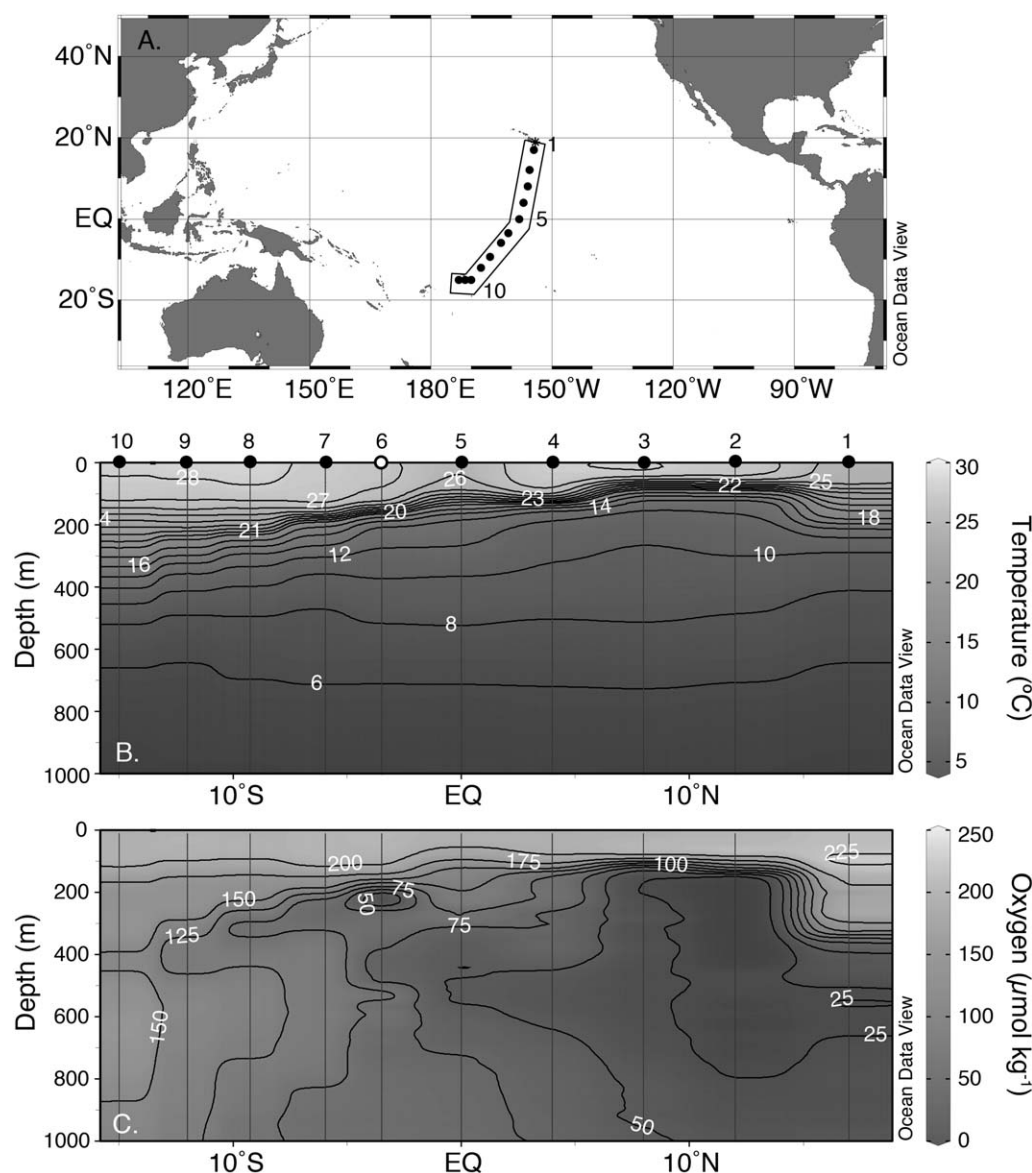 A.
40°N
20°N
EQ
20°S
1
5
10
120°E 150°E 180°E 150°W 120°W 90°W
Ocean Data View
10 9 8 7 6 5 4 3 2 1
0
200
400
600
800
1000
Depth (m)
28 27 26 23 22 25
4 21 20 14 18
16 12 10
8
6
B.
10°S EQ 10°N
Ocean Data View
30
25
20
15
10
5
Temperature (°C)
0
200
400
600
800
1000
Depth (m)
200 175 100 225
150 75
50
125 75
150 25
25
50
C.
10°S EQ 10°N
Ocean Data View
250
200
150
100
50
0
Oxygen (μmol kg⁻¹)